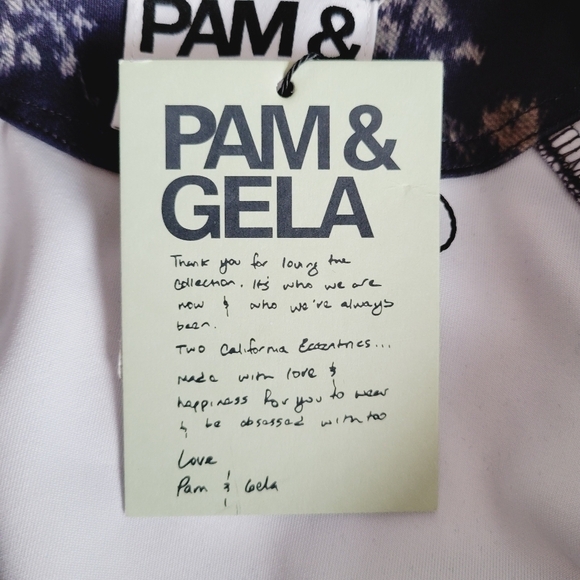 PAM &
PAM &
GELA
Thank you for loving the
collection. It's who we are
now & who we've always
been.
Two California Eccentrics...
made with love &
happiness for you to wear
& be obsessed with too
Love
Pam & Gela